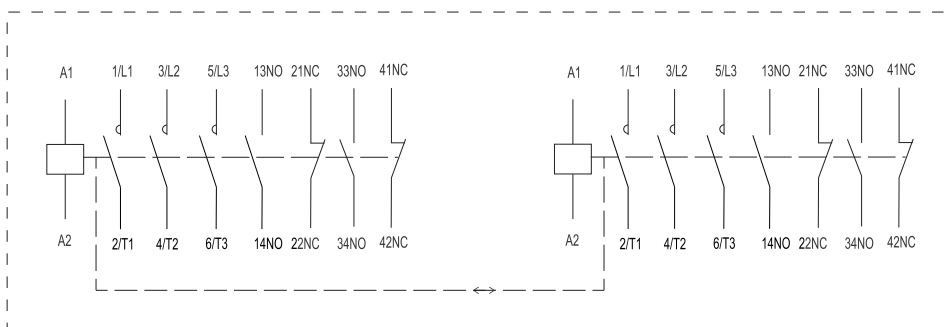 A1 1/L1 3/L2 5/L3 13NO 21NC 33NO 41NC A1 1/L1 3/L2 5/L3 13NO 21NC 33NO 41NC
A2 2/T1 4/T2 6/T3 14NO 22NC 34NO 42NC A2 2/T1 4/T2 6/T3 14NO 22NC 34NO 42NC